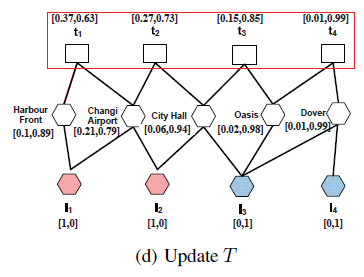 [0.37,0.63] [0.27,0.73] [0.15,0.85] [0.01,0.99]
t1 t2 t3 t4
Harbour Front [0.1,0.89]
Changi Airport [0.21,0.79]
City Hall [0.06,0.94]
Oasis [0.02,0.98]
Dover [0.01,0.99]
l1 l2 l3 l4
[1,0] [1,0] [0,1] [0,1]
(d) Update T